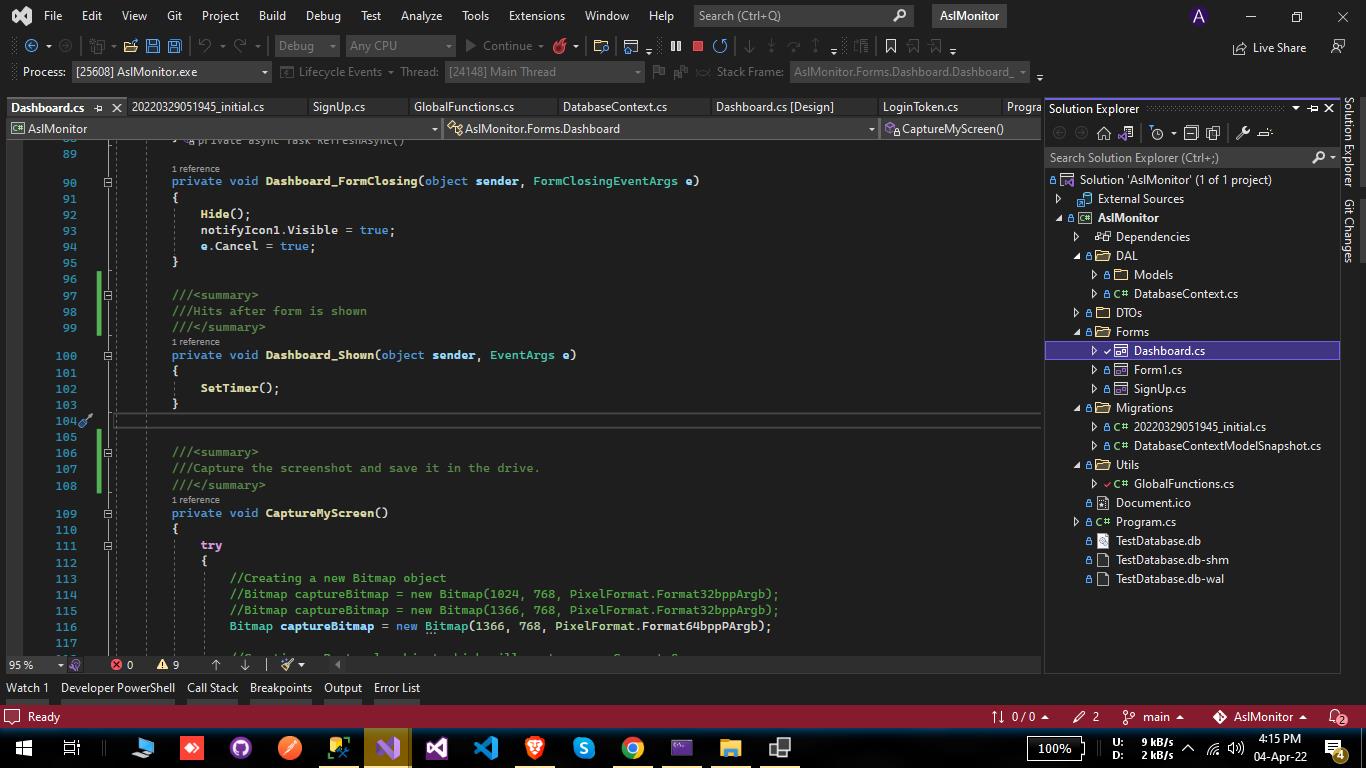 File Edit View Git Project Build Debug Test Analyze Tools Extensions Window Help Search (Ctrl+Q) AslMonitor A
Debug Any CPU Continue Live Share
Process: [25608] AslMonitor.exe Lifecycle Events Thread: [24148] Main Thread Stack Frame: AslMonitor.Forms.Dashboard.Dashboard_
Dashboard.cs 20220329051945_initial.cs SignUp.cs GlobalFunctions.cs DatabaseContext.cs Dashboard.cs [Design] LoginToken.cs Progra
AslMonitor AslMonitor.Forms.Dashboard CaptureMyScreen()
88 private async Task RefreshAsync()
89
1 reference
90 private void Dashboard_FormClosing(object sender, FormClosingEventArgs e)
91 {
92 Hide();
93 notifyIcon1.Visible = true;
94 e.Cancel = true;
95 }
96
97 ///<summary>
98 ///Hits after form is shown
99 ///</summary>
1 reference
100 private void Dashboard_Shown(object sender, EventArgs e)
101 {
102 SetTimer();
103 }
104
105
106 ///<summary>
107 ///Capture the screenshot and save it in the drive.
108 ///</summary>
1 reference
109 private void CaptureMyScreen()
110 {
111 try
112 {
113 //Creating a new Bitmap object
114 //Bitmap captureBitmap = new Bitmap(1024, 768, PixelFormat.Format32bppArgb);
115 //Bitmap captureBitmap = new Bitmap(1366, 768, PixelFormat.Format32bppArgb);
116 Bitmap captureBitmap = new Bitmap(1366, 768, PixelFormat.Format64bppPArgb);
117
95 % 0 9
Solution Explorer
Search Solution Explorer (Ctrl+;)
Solution 'AslMonitor' (1 of 1 project)
External Sources
AslMonitor
Dependencies
DAL
Models
DatabaseContext.cs
DTOs
Forms
Dashboard.cs
Form1.cs
SignUp.cs
Migrations
20220329051945_initial.cs
DatabaseContextModelSnapshot.cs
Utils
GlobalFunctions.cs
Document.ico
Program.cs
TestDatabase.db
TestDatabase.db-shm
TestDatabase.db-wal
Solution Explorer
Git Changes
Watch 1 Developer PowerShell Call Stack Breakpoints Output Error List
Ready 0 / 0 2 main AslMonitor 2
100% U: 9 kB/s 4:15 PM
D: 2 kB/s 04-Apr-22 4